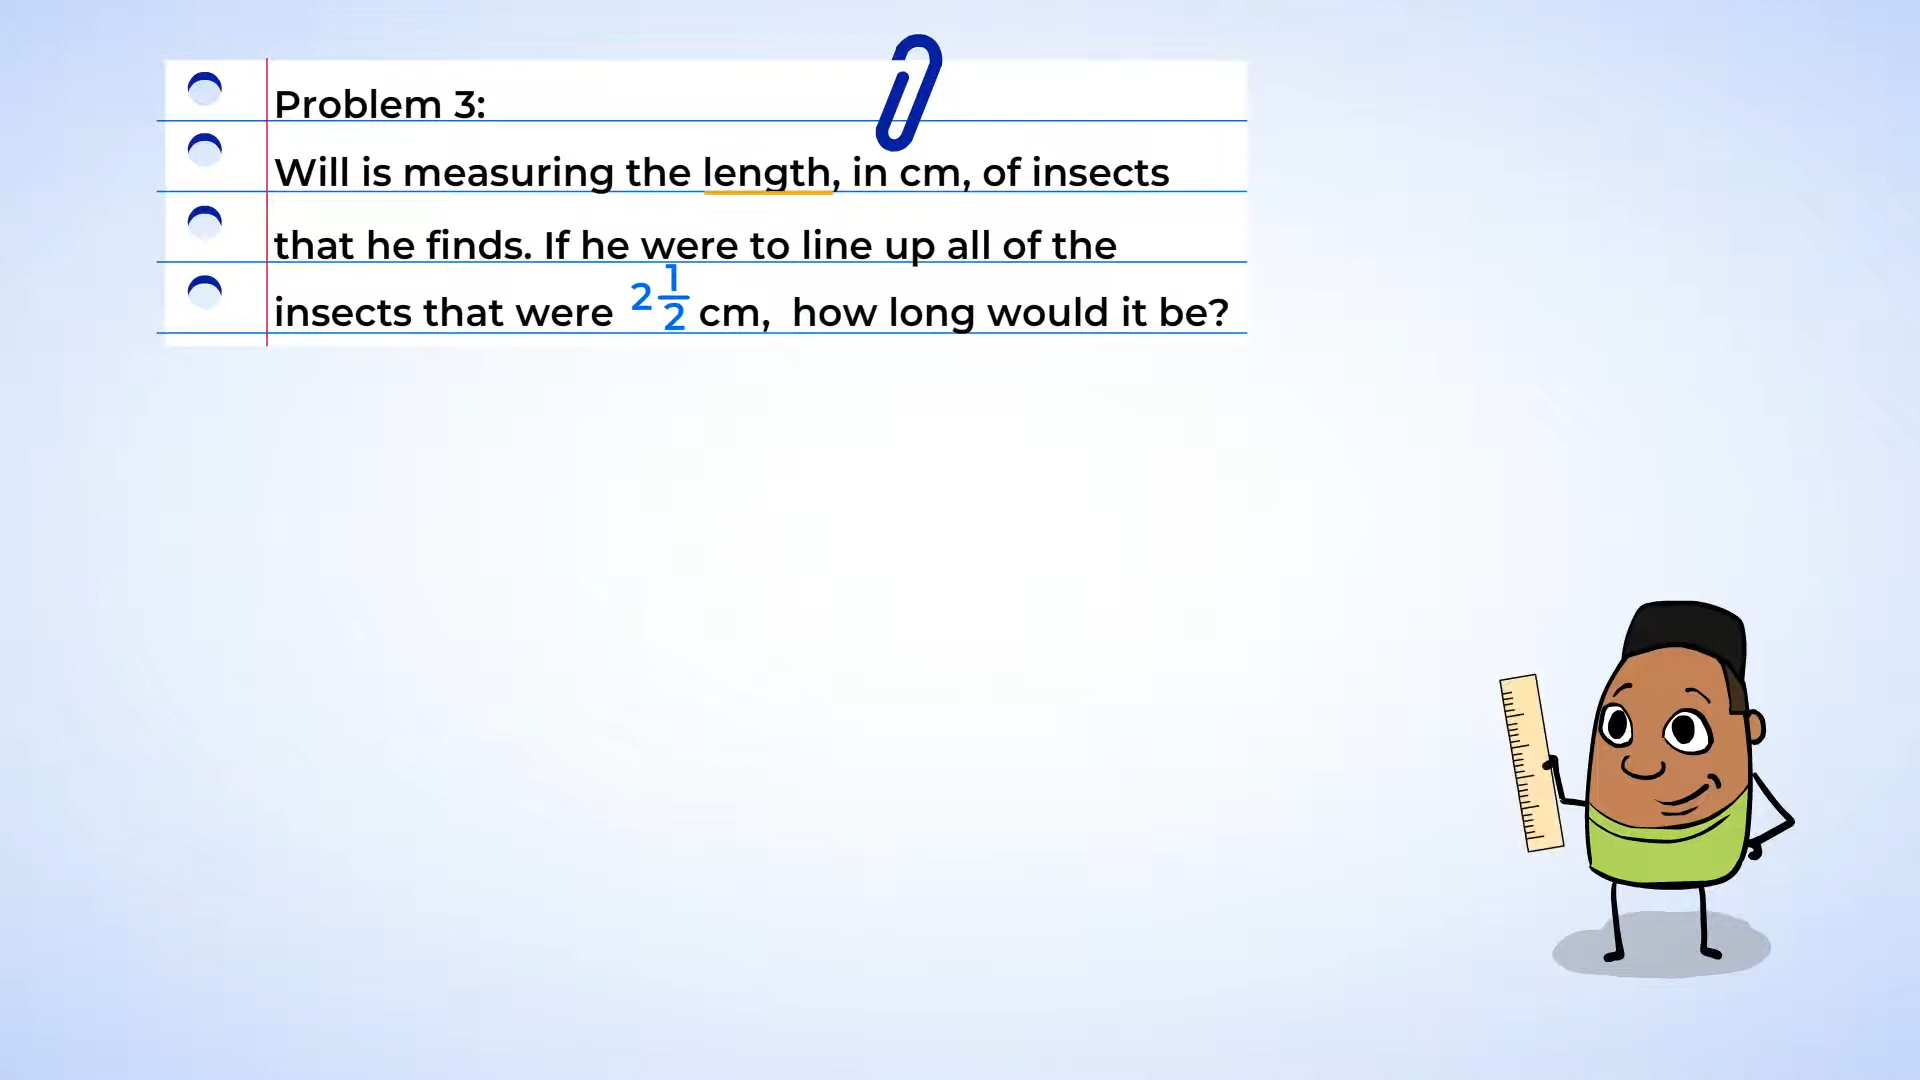 Problem 3:
Will is measuring the length, in cm, of insects
that he finds. If he were to line up all of the
insects that were 2 1/2 cm, how long would it be?